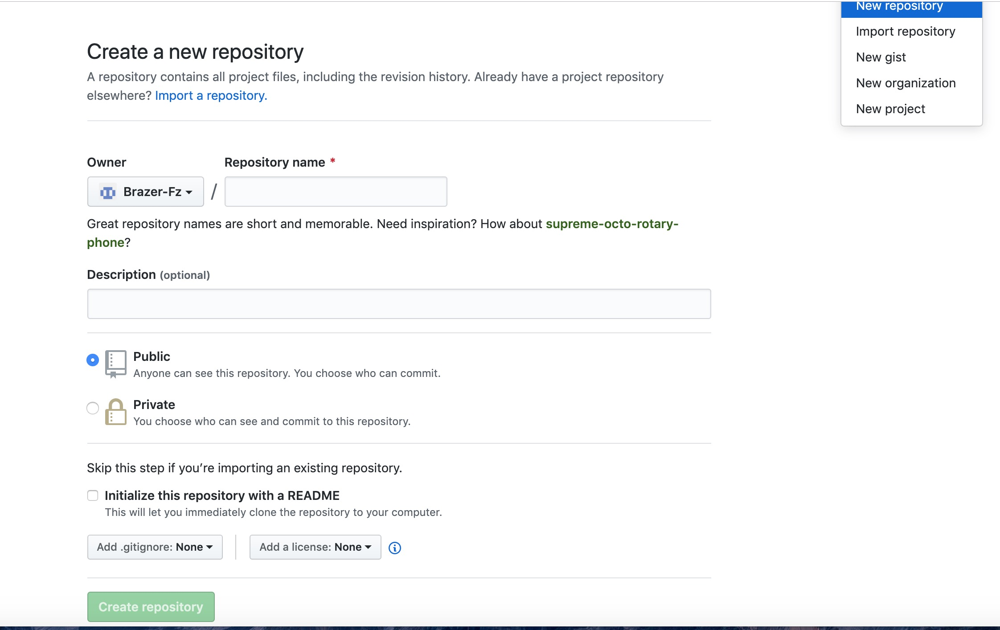 New repository
Import repository
New gist
New organization
New project
Create a new repository
A repository contains all project files, including the revision history. Already have a project repository
elsewhere? Import a repository.
Owner
Repository name *
Brazer-Fz /
Great repository names are short and memorable. Need inspiration? How about supreme-octo-rotary-
phone?
Description (optional)
Public
Anyone can see this repository. You choose who can commit.
Private
You choose who can see and commit to this repository.
Skip this step if you’re importing an existing repository.
Initialize this repository with a README
This will let you immediately clone the repository to your computer.
Add .gitignore: None
Add a license: None
Create repository